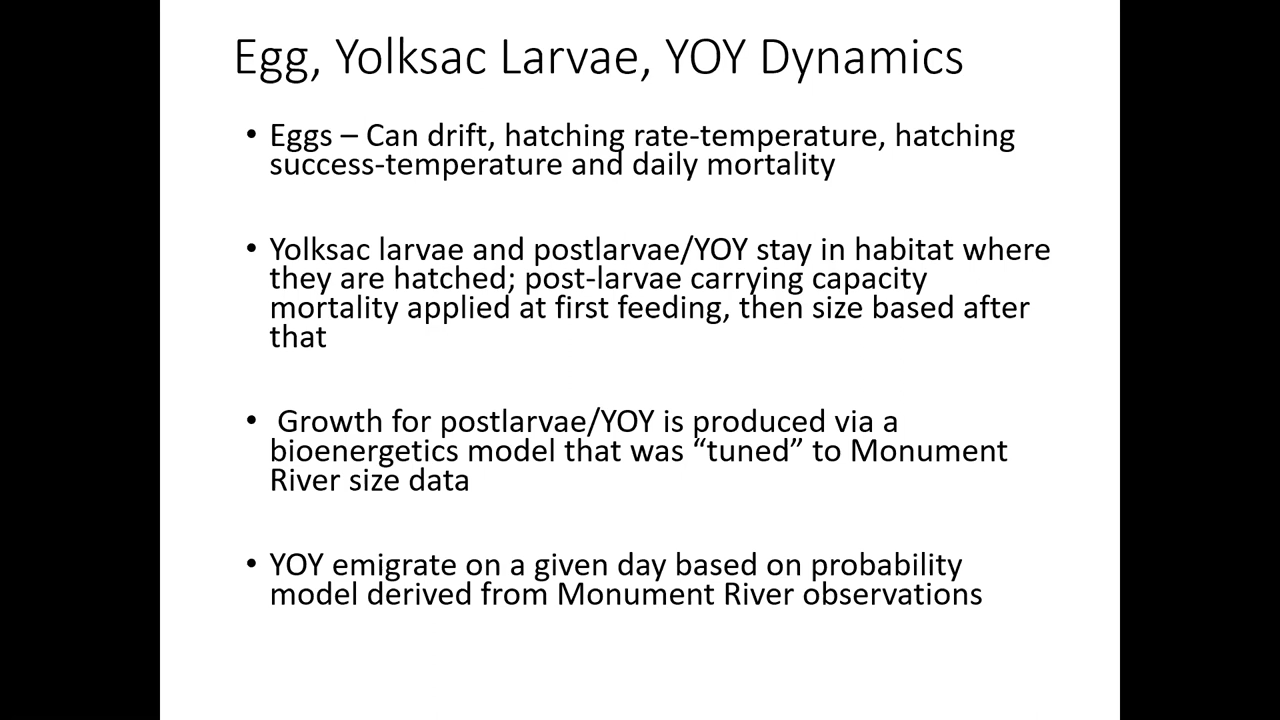 Egg, Yolksac Larvae, YOY Dynamics
• Eggs – Can drift, hatching rate-temperature, hatching
success-temperature and daily mortality
• Yolksac larvae and postlarvae/YOY stay in habitat where
they are hatched; post-larvae carrying capacity
mortality applied at first feeding, then size based after
that
• Growth for postlarvae/YOY is produced via a
bioenergetics model that was “tuned” to Monument
River size data
• YOY emigrate on a given day based on probability
model derived from Monument River observations